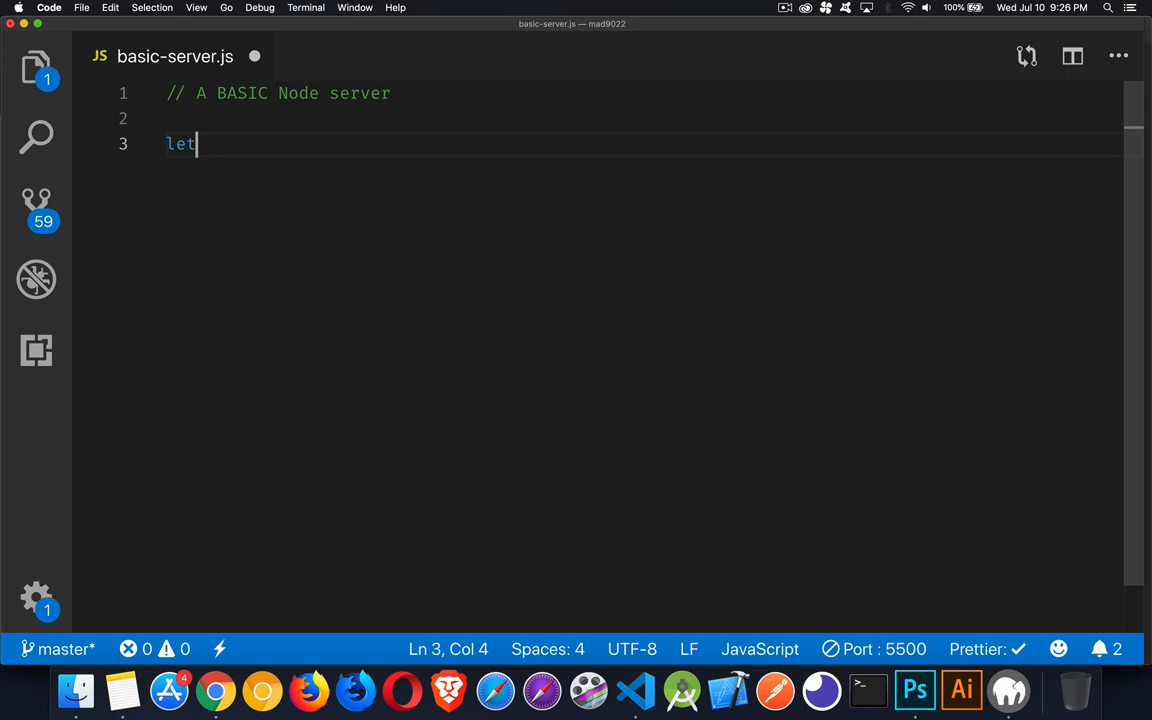 Code File Edit Selection View Go Debug Terminal Window Help 100% Wed Jul 10 9:26 PM
basic-server.js — mad9022
JS basic-server.js
1
1 // A BASIC Node server
2
3 let
59
1
master* 0 0 Ln 3, Col 4 Spaces: 4 UTF-8 LF JavaScript Port : 5500 Prettier: ✓ 2
4
>_
Ps
Ai